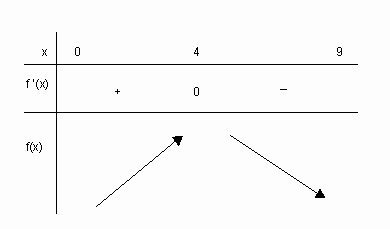 x 0 4 9
f '(x) + 0 –
f(x)